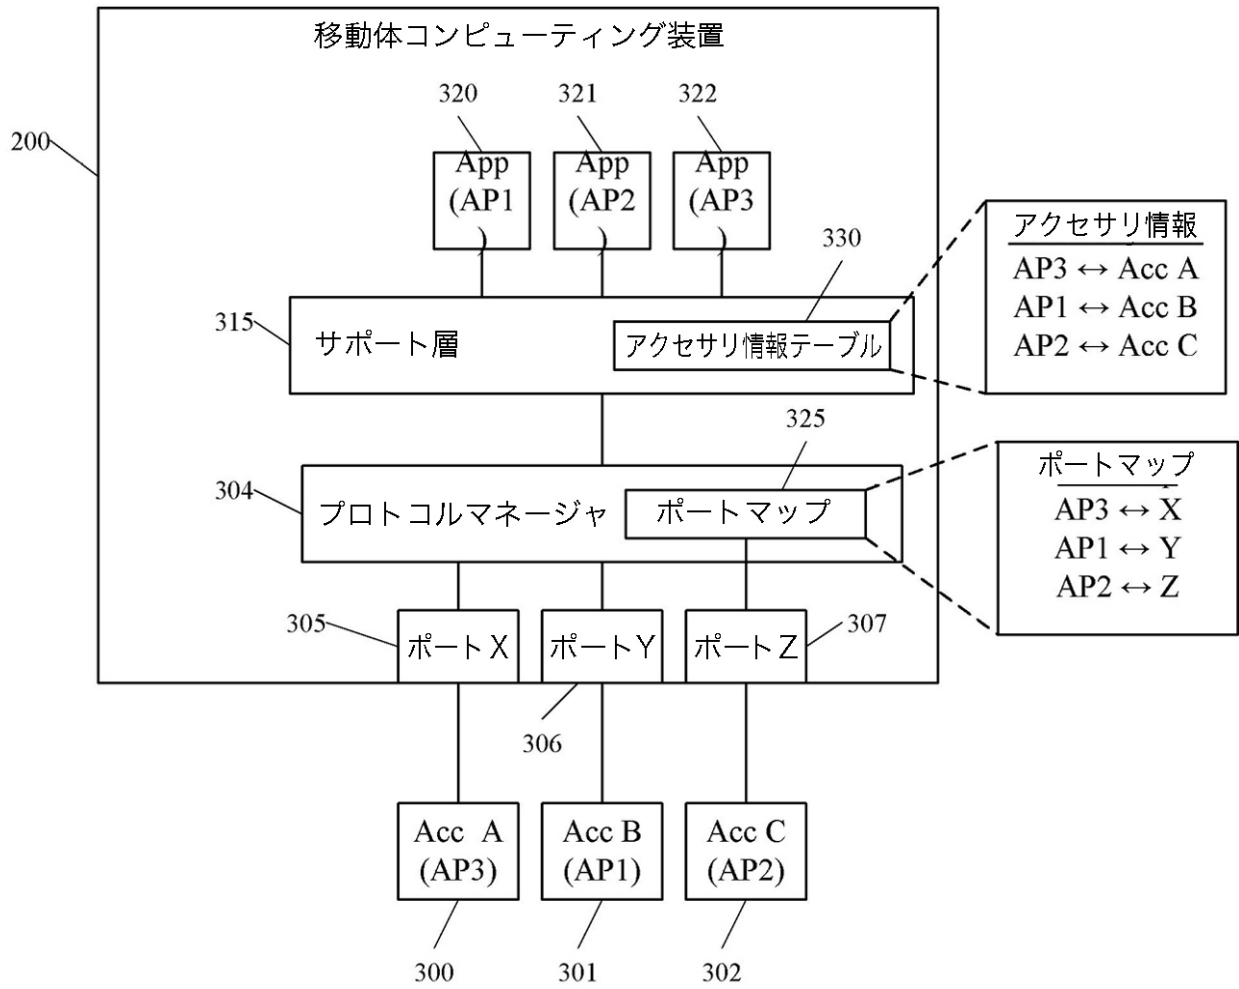 移動体コンピューティング装置
320 321 322
200
App App App
(AP1 (AP2 (AP3
) ) )
330
アクセサリ情報
AP3 ↔ Acc A
AP1 ↔ Acc B
AP2 ↔ Acc C
315
サポート層
アクセサリ情報テーブル
325
ポートマップ
AP3 ↔ X
AP1 ↔ Y
AP2 ↔ Z
304
プロトコルマネージャ
ポートマップ
305
307
ポートX ポートY ポートZ
306
Acc A Acc B Acc C
(AP3) (AP1) (AP2)
300 301 302